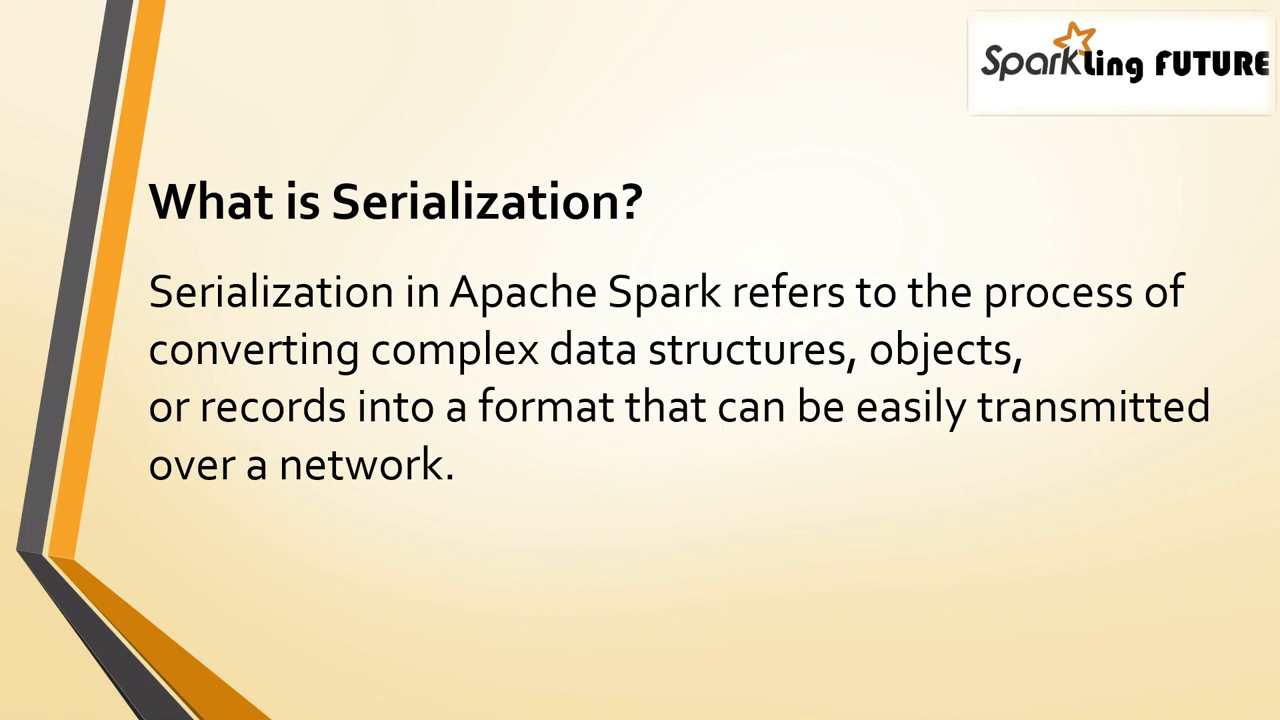 Sparkling FUTURE
What is Serialization?
Serialization in Apache Spark refers to the process of
converting complex data structures, objects,
or records into a format that can be easily transmitted
over a network.